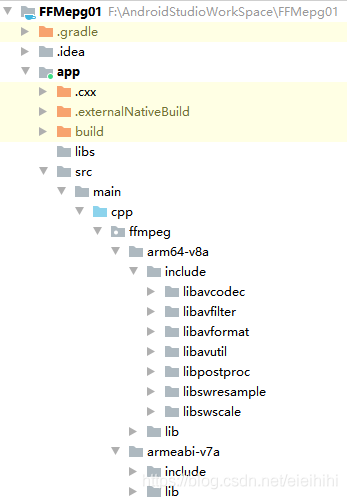 FFMepg01 F:\AndroidStudioWorkSpace\FFMepg01
.gradle
.idea
app
.cxx
.externalNativeBuild
build
libs
src
main
cpp
ffmpeg
arm64-v8a
include
libavcodec
libavfilter
libavformat
libavutil
libpostproc
libswresample
libswscale
lib
armeabi-v7a
include
lib
https://blog.csdn.net/eieihihi